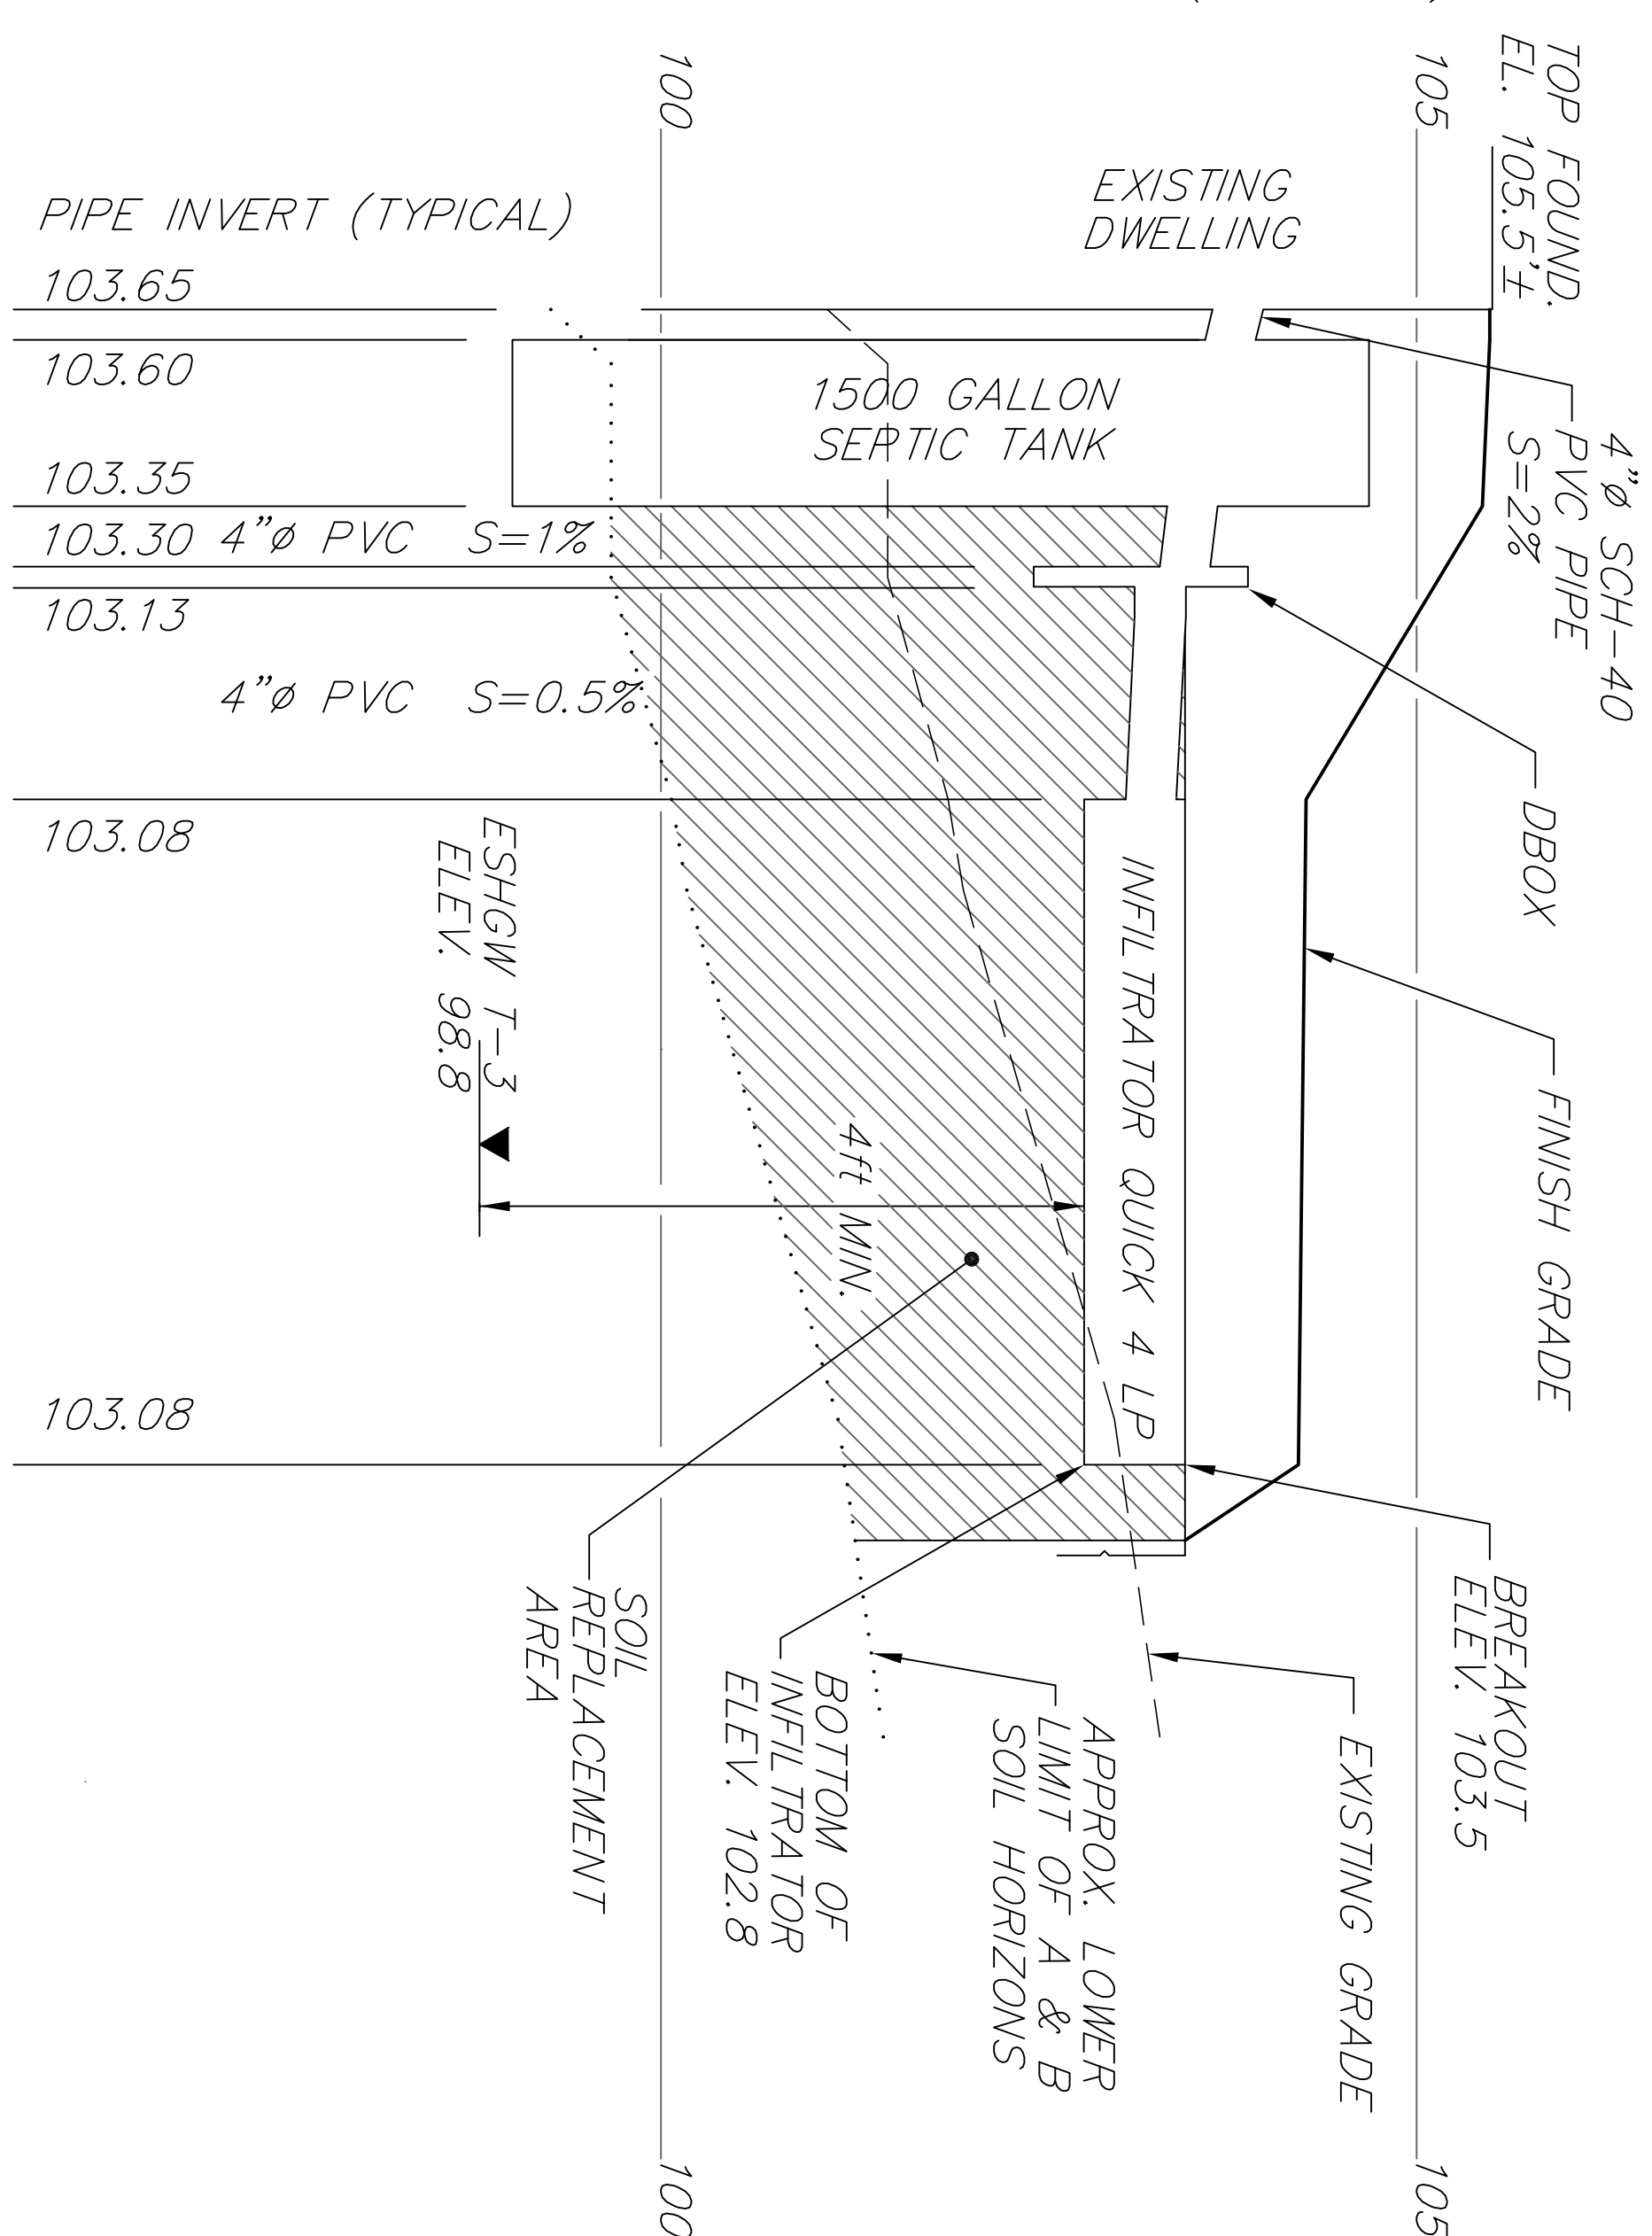 TOP FOUND.
EL. 105.5'±
4"ø SCH-40
PVC PIPE
S=2%
DBOX
FINISH GRADE
BREAKOUT
ELEV. 103.5
EXISTING GRADE
APPROX. LOWER
LIMIT OF A & B
SOIL HORIZONS
BOTTOM OF
INFILTRATOR
ELEV. 102.8
SOIL
REPLACEMENT
AREA
105
105
100
100
EXISTING
DWELLING
1500 GALLON
SEPTIC TANK
INFILTRATOR QUICK 4 LP
4ft MIN.
ESHGW T-3
ELEV. 98.8
PIPE INVERT (TYPICAL)
103.65
103.60
103.35
103.30 4"ø PVC S=1%
103.13
4"ø PVC S=0.5%
103.08
103.08